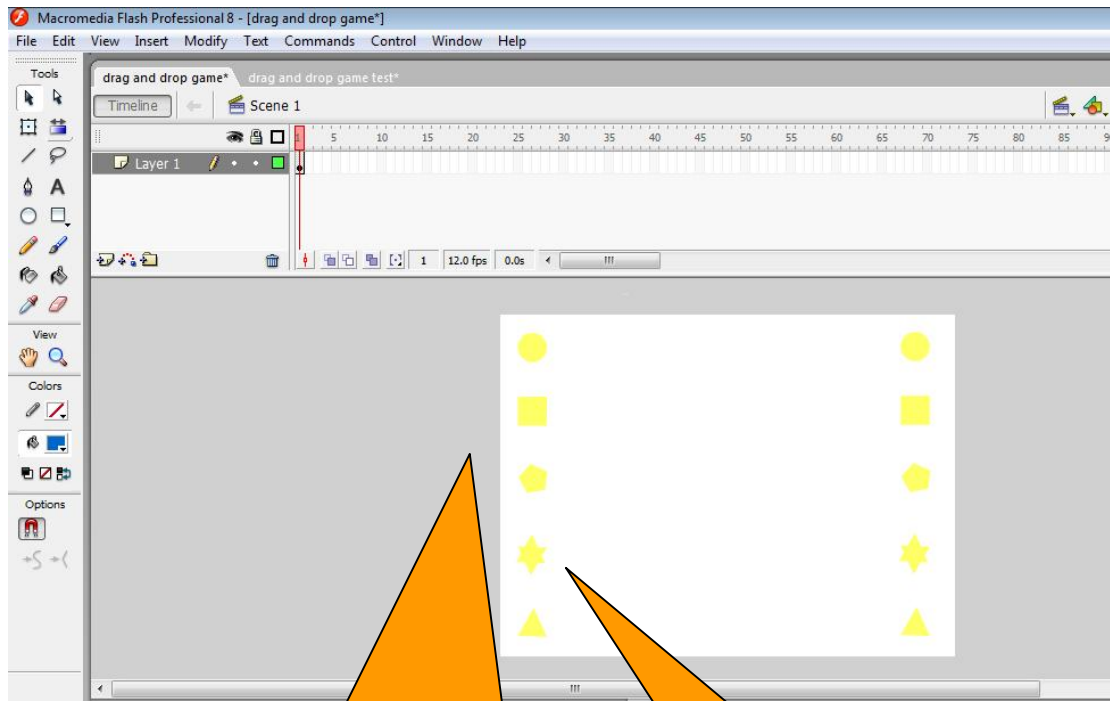 Macromedia Flash Professional 8 - [drag and drop game*]
File Edit View Insert Modify Text Commands Control Window Help
Tools
drag and drop game* drag and drop game test*
Timeline Scene 1
1 5 10 15 20 25 30 35 40 45 50 55 60 65 70 75 80 85 9
Layer 1
1 12.0 fps 0.0s
View
Colors
Options